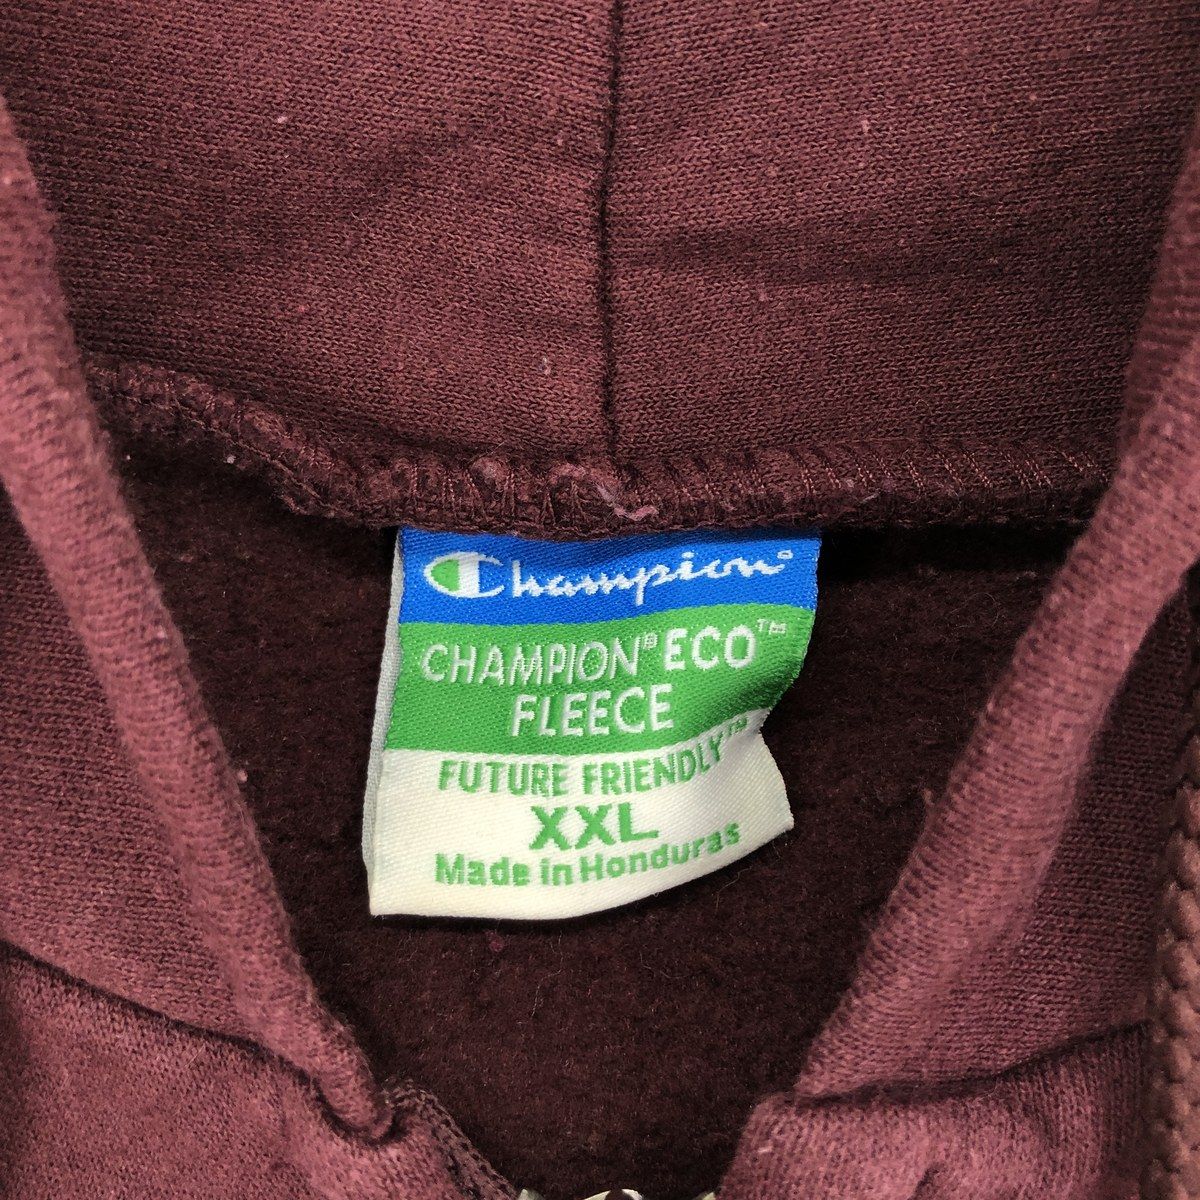 Champion®
CHAMPION® ECO™
FLEECE
FUTURE FRIENDLY™
XXL
Made in Honduras